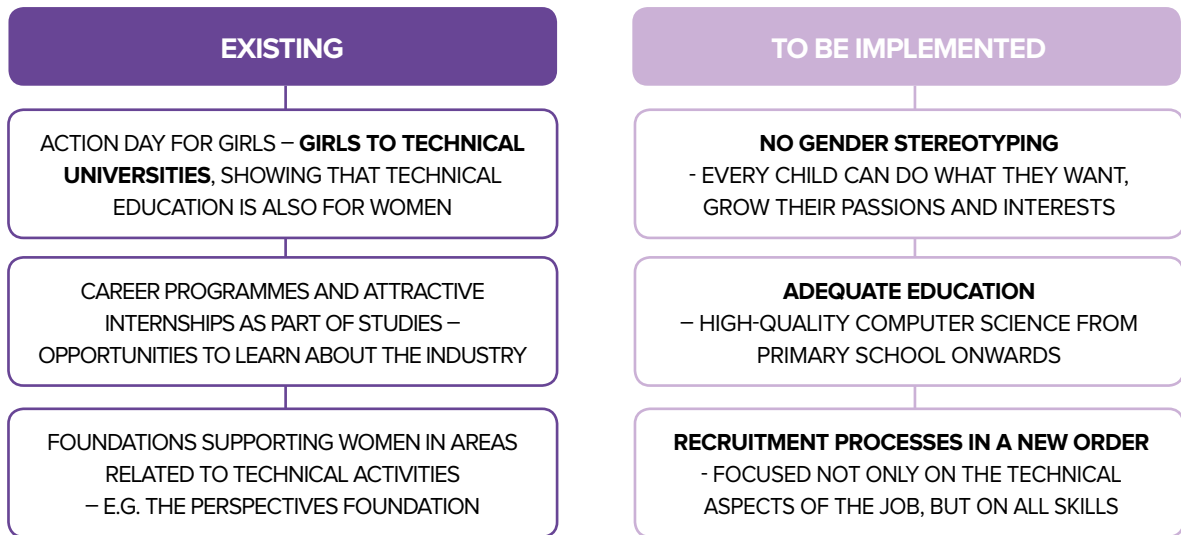 EXISTING
ACTION DAY FOR GIRLS – GIRLS TO TECHNICAL
UNIVERSITIES, SHOWING THAT TECHNICAL
EDUCATION IS ALSO FOR WOMEN
CAREER PROGRAMMES AND ATTRACTIVE
INTERNSHIPS AS PART OF STUDIES –
OPPORTUNITIES TO LEARN ABOUT THE INDUSTRY
FOUNDATIONS SUPPORTING WOMEN IN AREAS
RELATED TO TECHNICAL ACTIVITIES
– E.G. THE PERSPECTIVES FOUNDATION
TO BE IMPLEMENTED
NO GENDER STEREOTYPING
- EVERY CHILD CAN DO WHAT THEY WANT,
GROW THEIR PASSIONS AND INTERESTS
ADEQUATE EDUCATION
– HIGH-QUALITY COMPUTER SCIENCE FROM
PRIMARY SCHOOL ONWARDS
RECRUITMENT PROCESSES IN A NEW ORDER
- FOCUSED NOT ONLY ON THE TECHNICAL
ASPECTS OF THE JOB, BUT ON ALL SKILLS